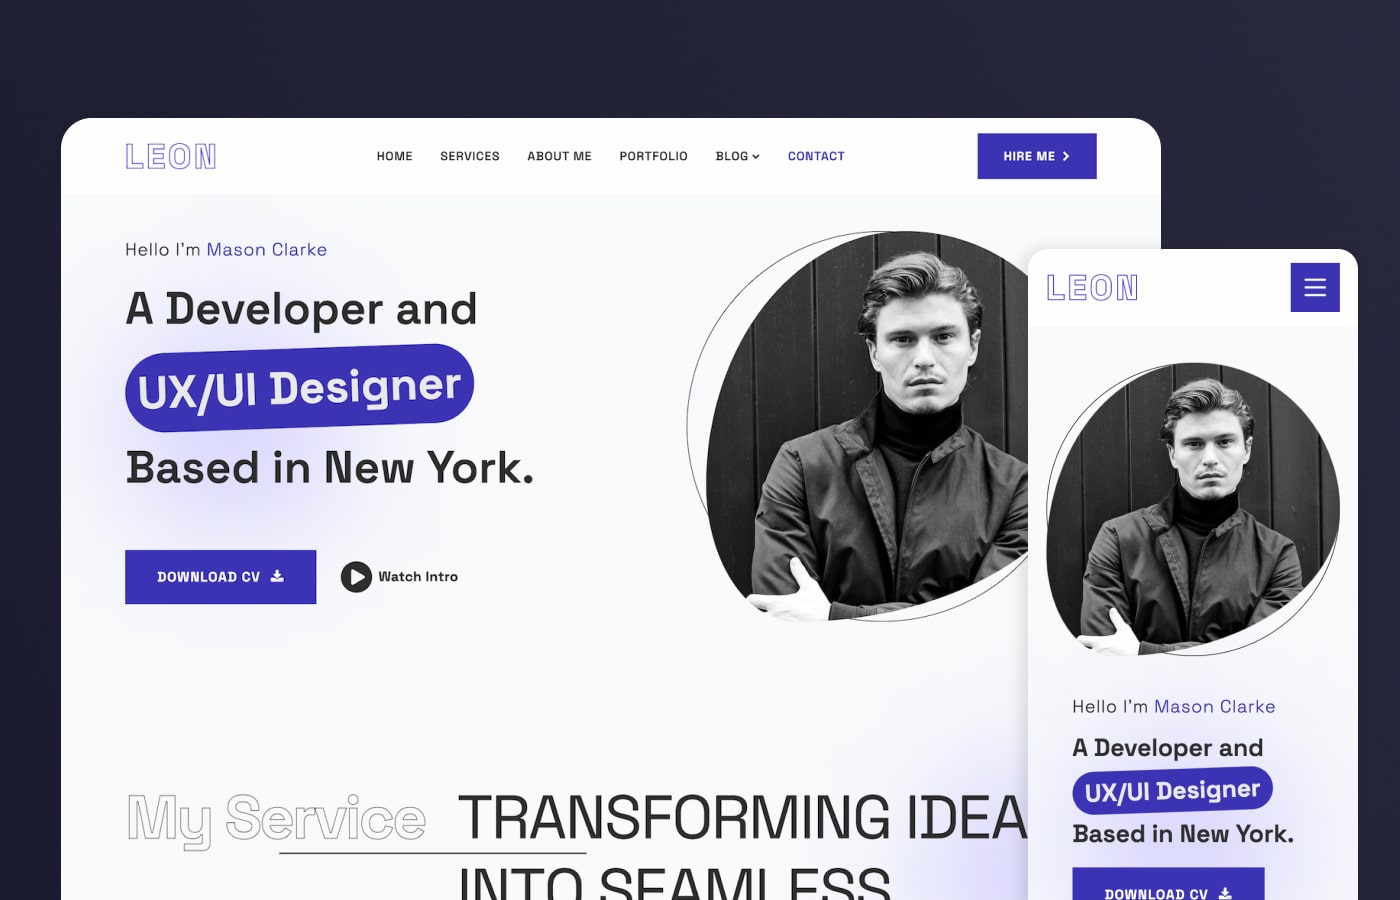 LEON
HOME SERVICES ABOUT ME PORTFOLIO BLOG CONTACT
HIRE ME
Hello I'm Mason Clarke
A Developer and
UX/UI Designer
Based in New York.
DOWNLOAD CV
Watch Intro
My Service
TRANSFORMING IDEA
INTO SEAMLESS
LEON
Hello I'm Mason Clarke
A Developer and
UX/UI Designer
Based in New York.
DOWNLOAD CV